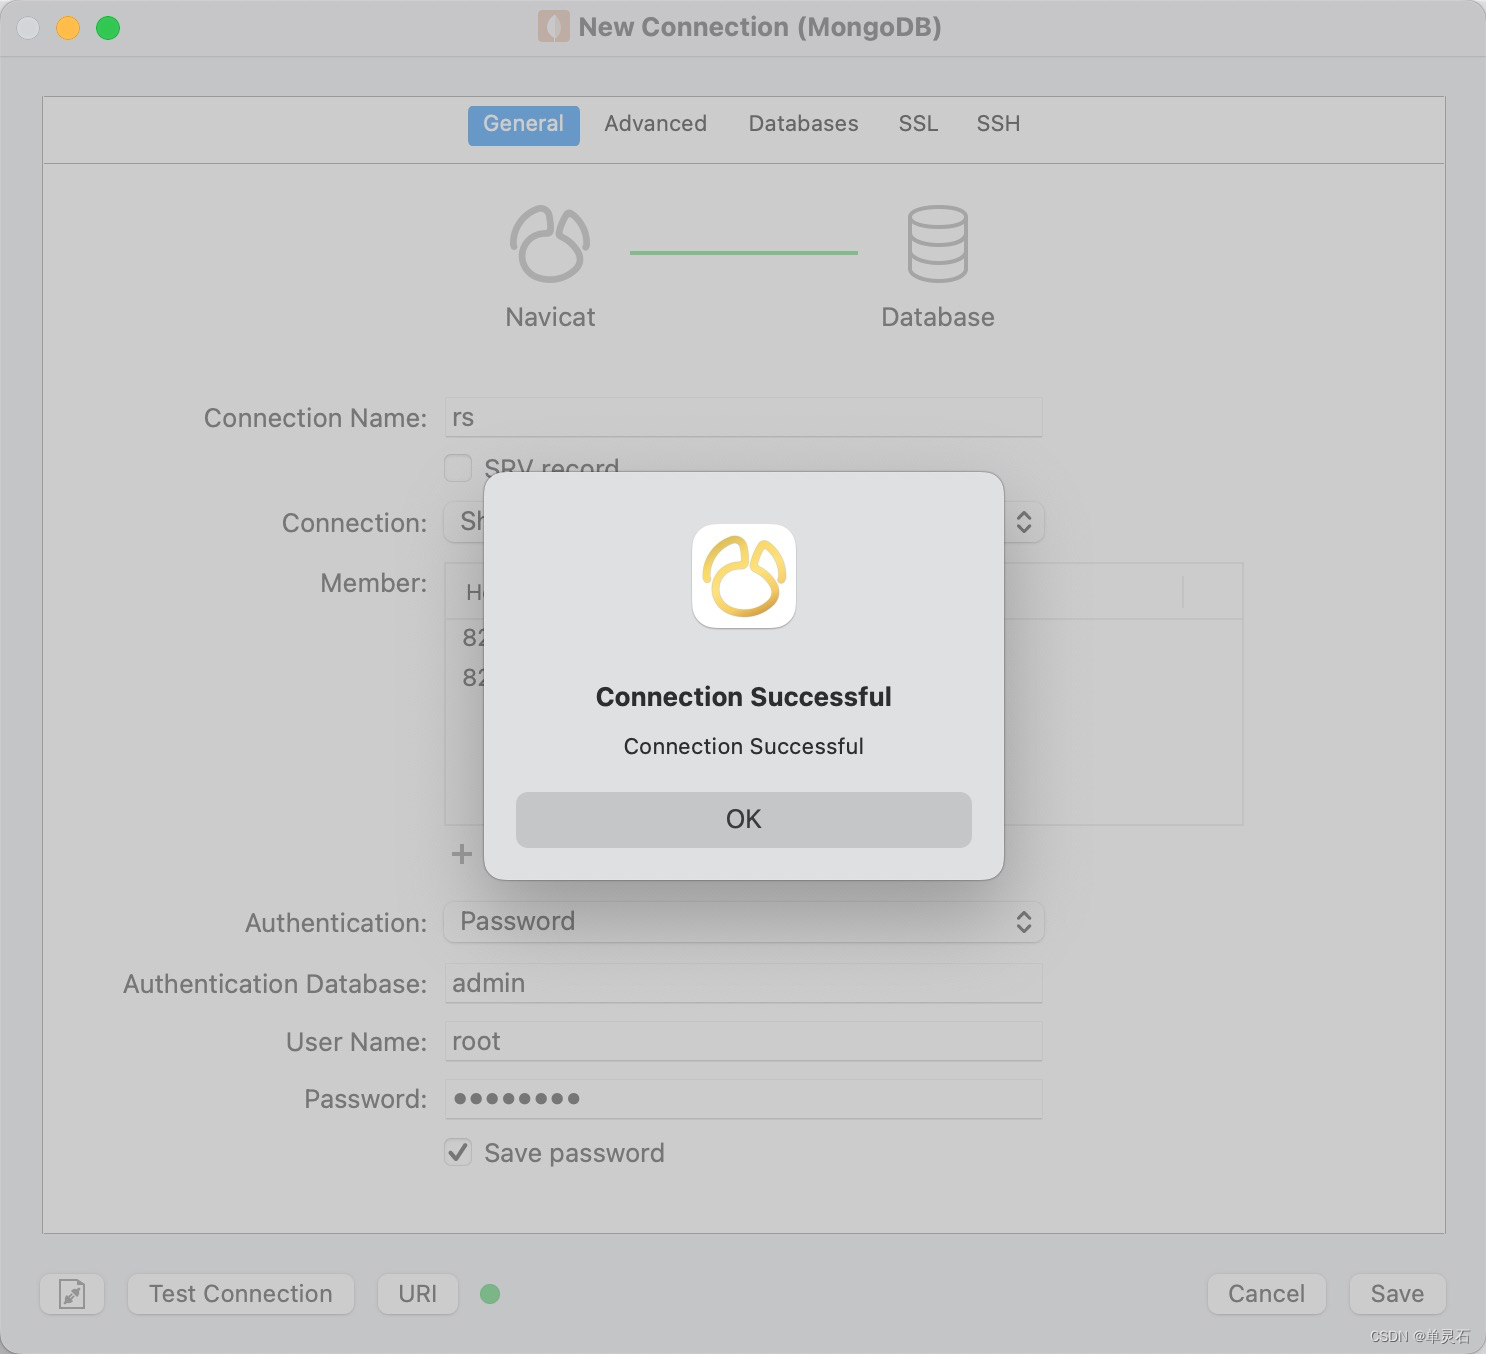 New Connection (MongoDB)
General Advanced Databases SSL SSH
Navicat Database
Connection Name: rs
SRV record
Connection: Sh
Member: H
82
82
Connection Successful
Connection Successful
OK
+
Authentication: Password
Authentication Database: admin
User Name: root
Password: ••••••••
Save password
Test Connection URI Cancel Save
CSDN @单灵石